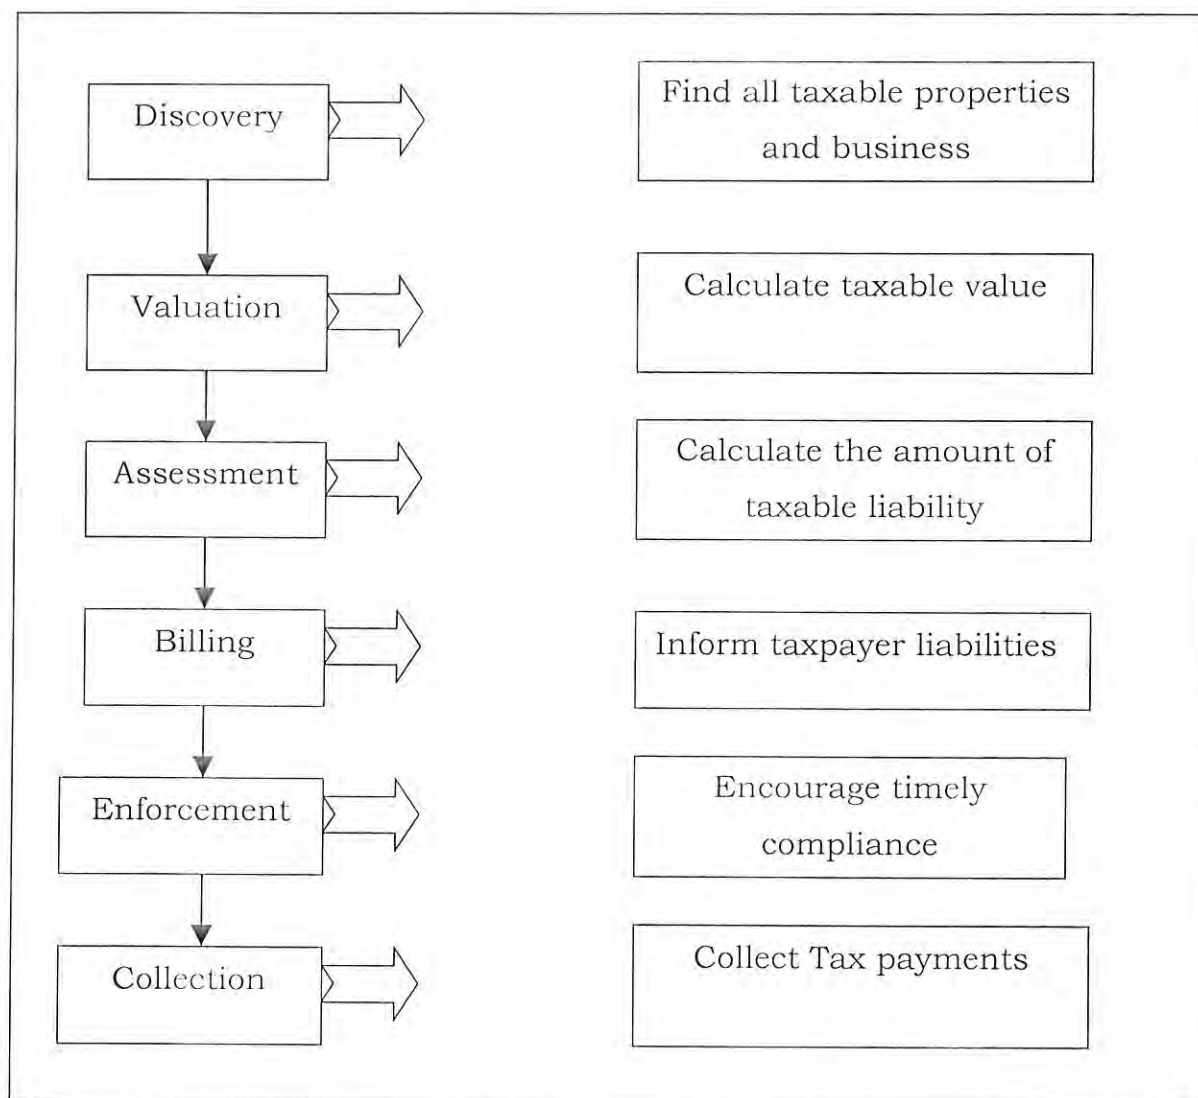 Discovery
Find all taxable properties
and business
Valuation
Calculate taxable value
Assessment
Calculate the amount of
taxable liability
Billing
Inform taxpayer liabilities
Enforcement
Encourage timely
compliance
Collection
Collect Tax payments